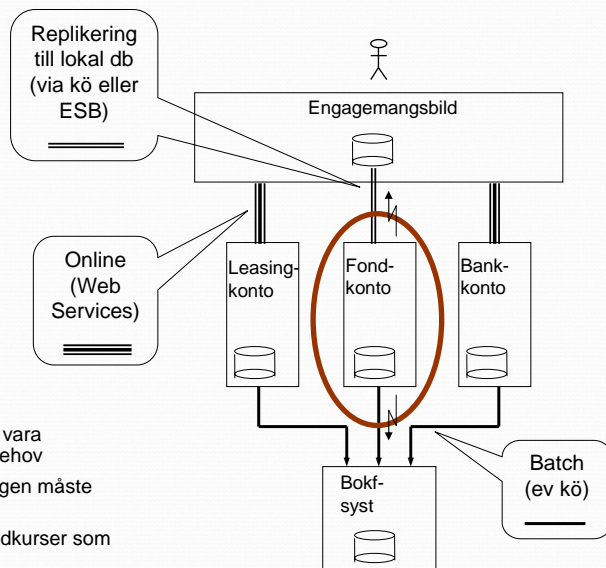 Replikering
till lokal db
(via kö eller
ESB)
Engagemangsbild
Online
(Web
Services)
Leasing-
konto
Fond-
konto
Bank-
konto
vara
ehov
gen måste
dkurser som
Bokf-
syst
Batch
(ev kö)